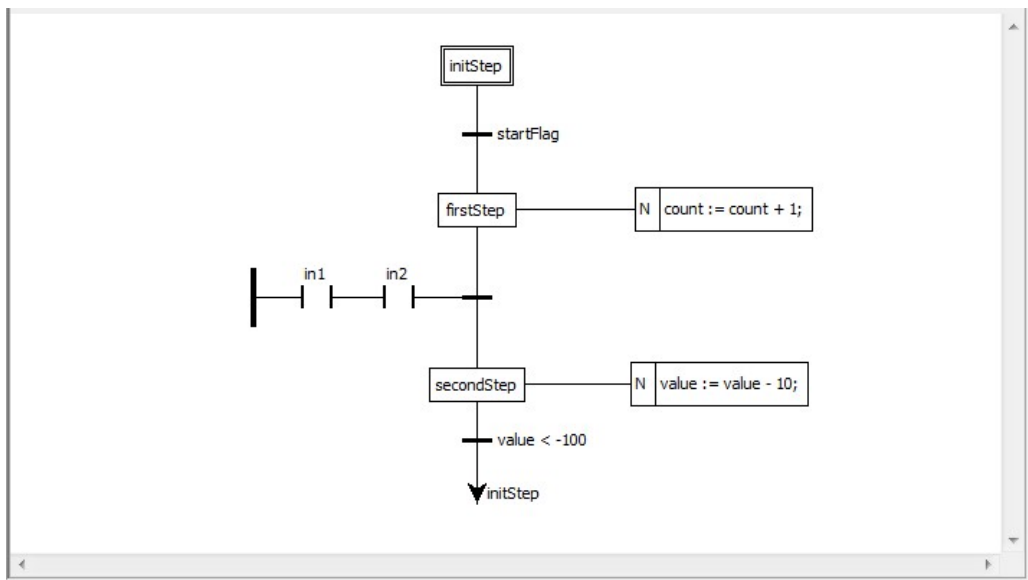 initStep
startFlag
firstStep
N count := count + 1;
in1 in2
secondStep
N value := value - 10;
value < -100
initStep